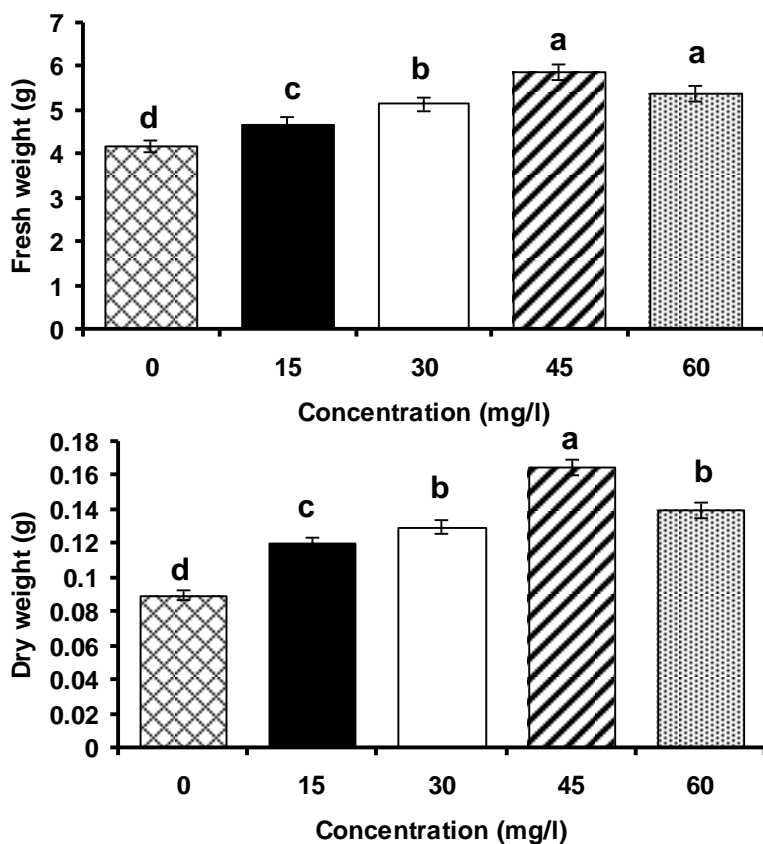 Fresh weight (g)
7
6
5
4
3
2
1
0
d
c
b
a
a
0 15 30 45 60
Concentration (mg/l)
Dry weight (g)
0.18
0.16
0.14
0.12
0.1
0.08
0.06
0.04
0.02
0
d
c
b
a
b
0 15 30 45 60
Concentration (mg/l)